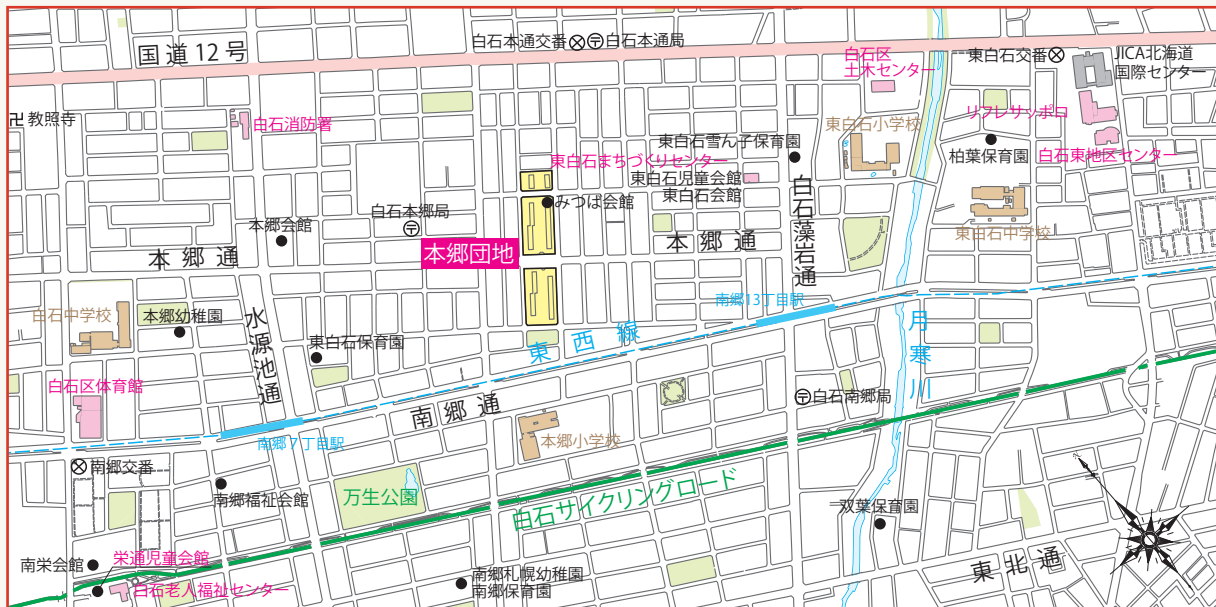 国道12号
白石本通交番
白石本通局
白石区
土木センター
東白石交番
JICA北海道
国際センター
教照寺
白石消防署
東白石小学校
リフレサッポロ
東白石雪ん子保育園
柏葉保育園
白石東地区センター
東白石まちづくりセンター
東白石児童会館
東白石会館
みつば会館
白石藻岩通
白石本郷局
本郷会館
本郷通
本郷団地
本郷通
東白石中学校
白石中学校
本郷幼稚園
水源池通
東白石保育園
東西線
南郷13丁目駅
月寒川
白石区体育館
南郷通
白石南郷局
南郷7丁目駅
本郷小学校
南郷交番
南郷福祉会館
万生公園
白石サイクリングロード
双葉保育園
南栄会館
栄通児童会館
白石老人福祉センター
南郷札幌幼稚園
南郷保育園
東北通